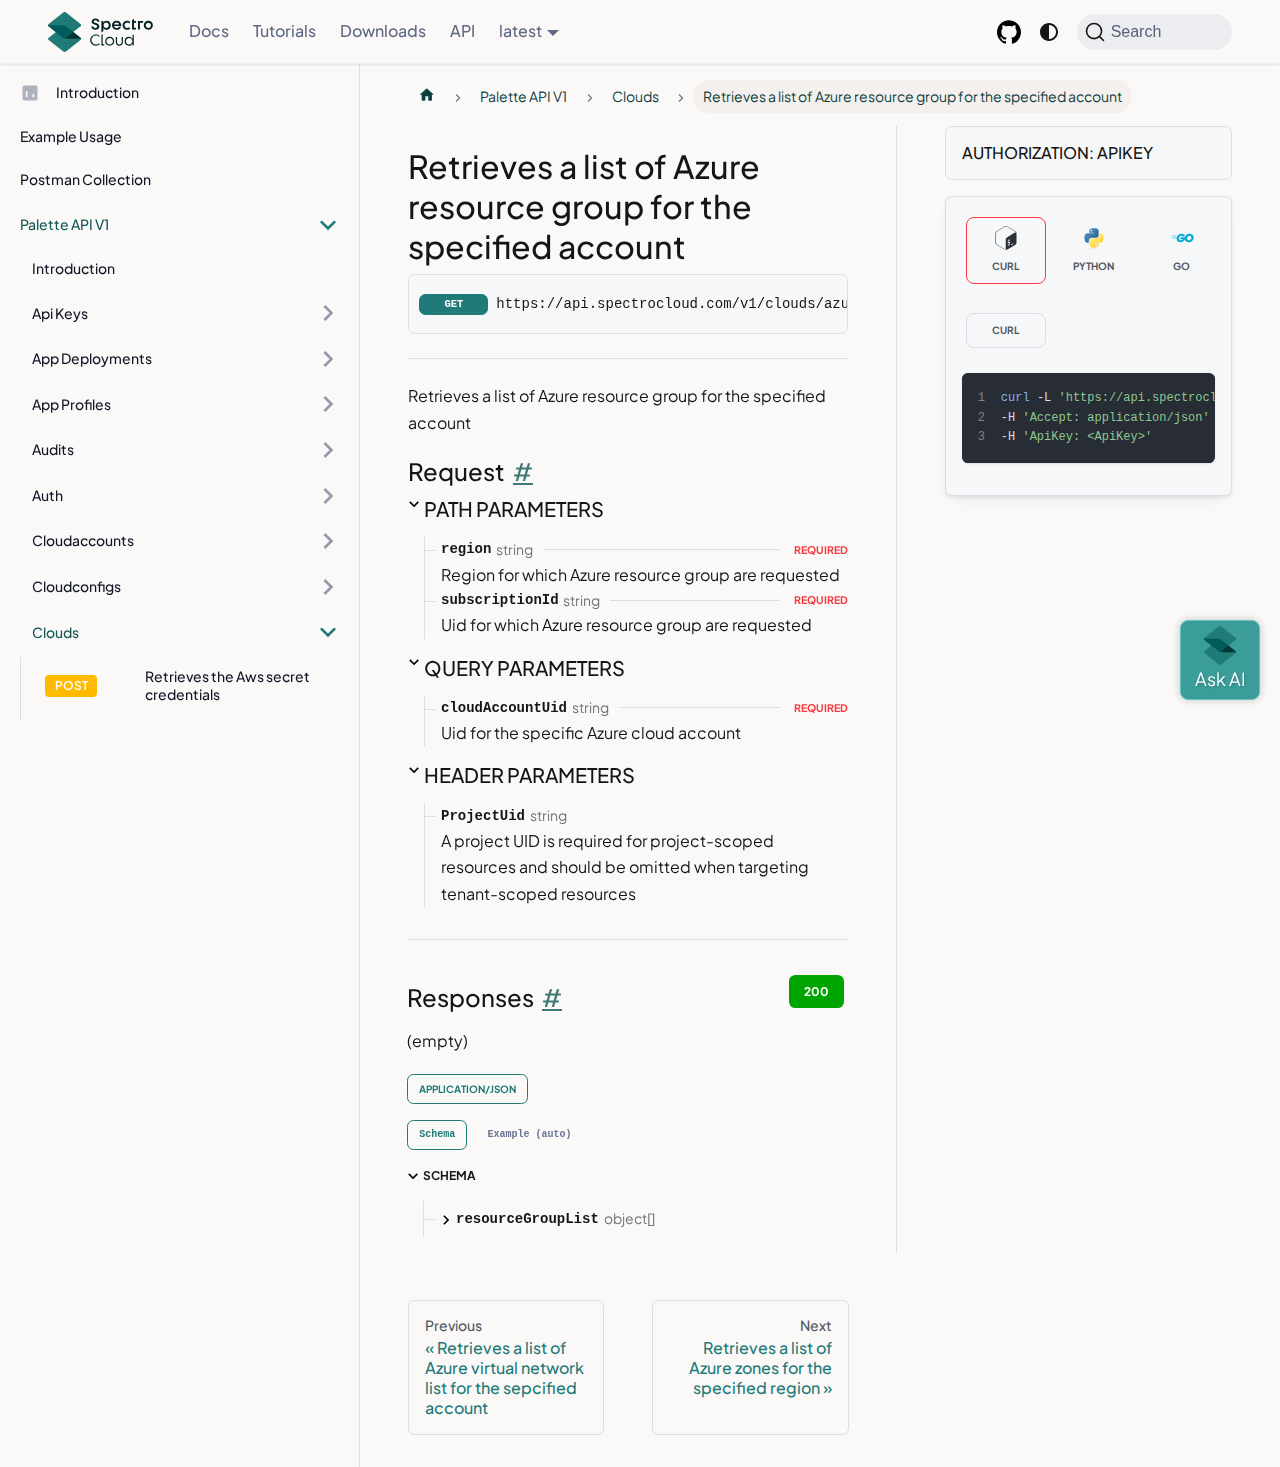 Spectro
Cloud
Docs
Tutorials
Downloads
API
latest
Search
Introduction
Example Usage
Postman Collection
Palette API V1
Introduction
Api Keys
App Deployments
App Profiles
Audits
Auth
Cloudaccounts
Cloudconfigs
Clouds
POST
Retrieves the Aws secret
credentials
Palette API V1
Clouds
Retrieves a list of Azure resource group for the specified account
Retrieves a list of Azure
resource group for the
specified account
GET https://api.spectrocloud.com/v1/clouds/azu
Retrieves a list of Azure resource group for the specified
account
Request #
PATH PARAMETERS
region string REQUIRED
Region for which Azure resource group are requested
subscriptionId string REQUIRED
Uid for which Azure resource group are requested
QUERY PARAMETERS
cloudAccountUid string REQUIRED
Uid for the specific Azure cloud account
HEADER PARAMETERS
ProjectUid string
A project UID is required for project-scoped
resources and should be omitted when targeting
tenant-scoped resources
Responses #
200
(empty)
APPLICATION/JSON
Schema
Example (auto)
SCHEMA
resourceGroupList object[]
Previous
« Retrieves a list of
Azure virtual network
list for the sepcified
account
Next
Retrieves a list of
Azure zones for the
specified region »
AUTHORIZATION: APIKEY
CURL
PYTHON
GO
GO
CURL
1 curl -L 'https://api.spectrocl
2 -H 'Accept: application/json'
3 -H 'ApiKey: <ApiKey>'
Ask AI